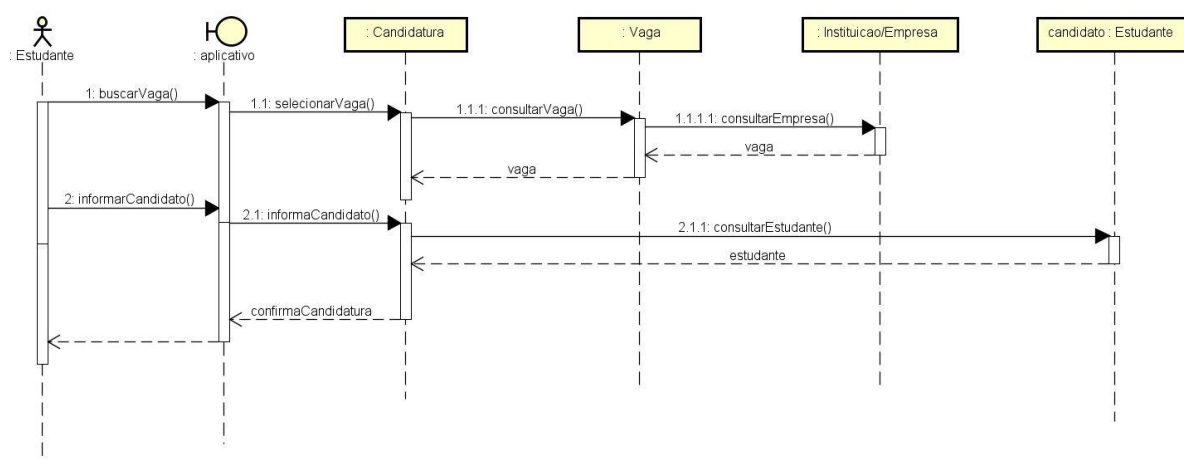 : Estudante
: aplicativo
: Candidatura
: Vaga
: Instituicao/Empresa
candidato : Estudante
1: buscarVaga()
1.1: selecionarVaga()
1.1.1: consultarVaga()
1.1.1.1: consultarEmpresa()
vaga
vaga
2: informarCandidato()
2.1: informaCandidato()
2.1.1: consultarEstudante()
estudante
confirmaCandidatura